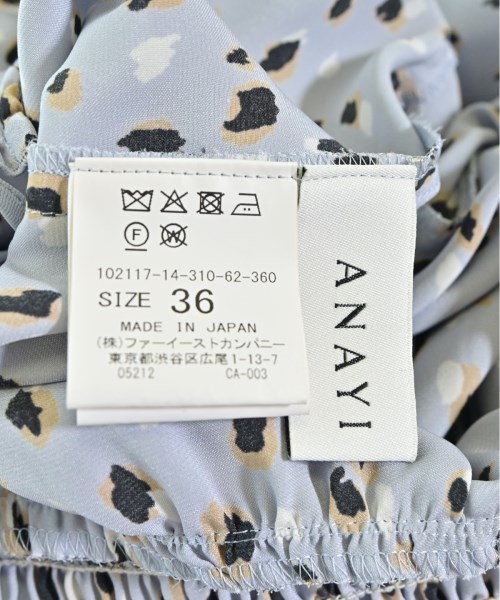 102117-14-310-62-360
SIZE 36
MADE IN JAPAN
(株)ファーイーストカンパニー
東京都渋谷区広尾1-13-7
05212 CA-003
ANAYI